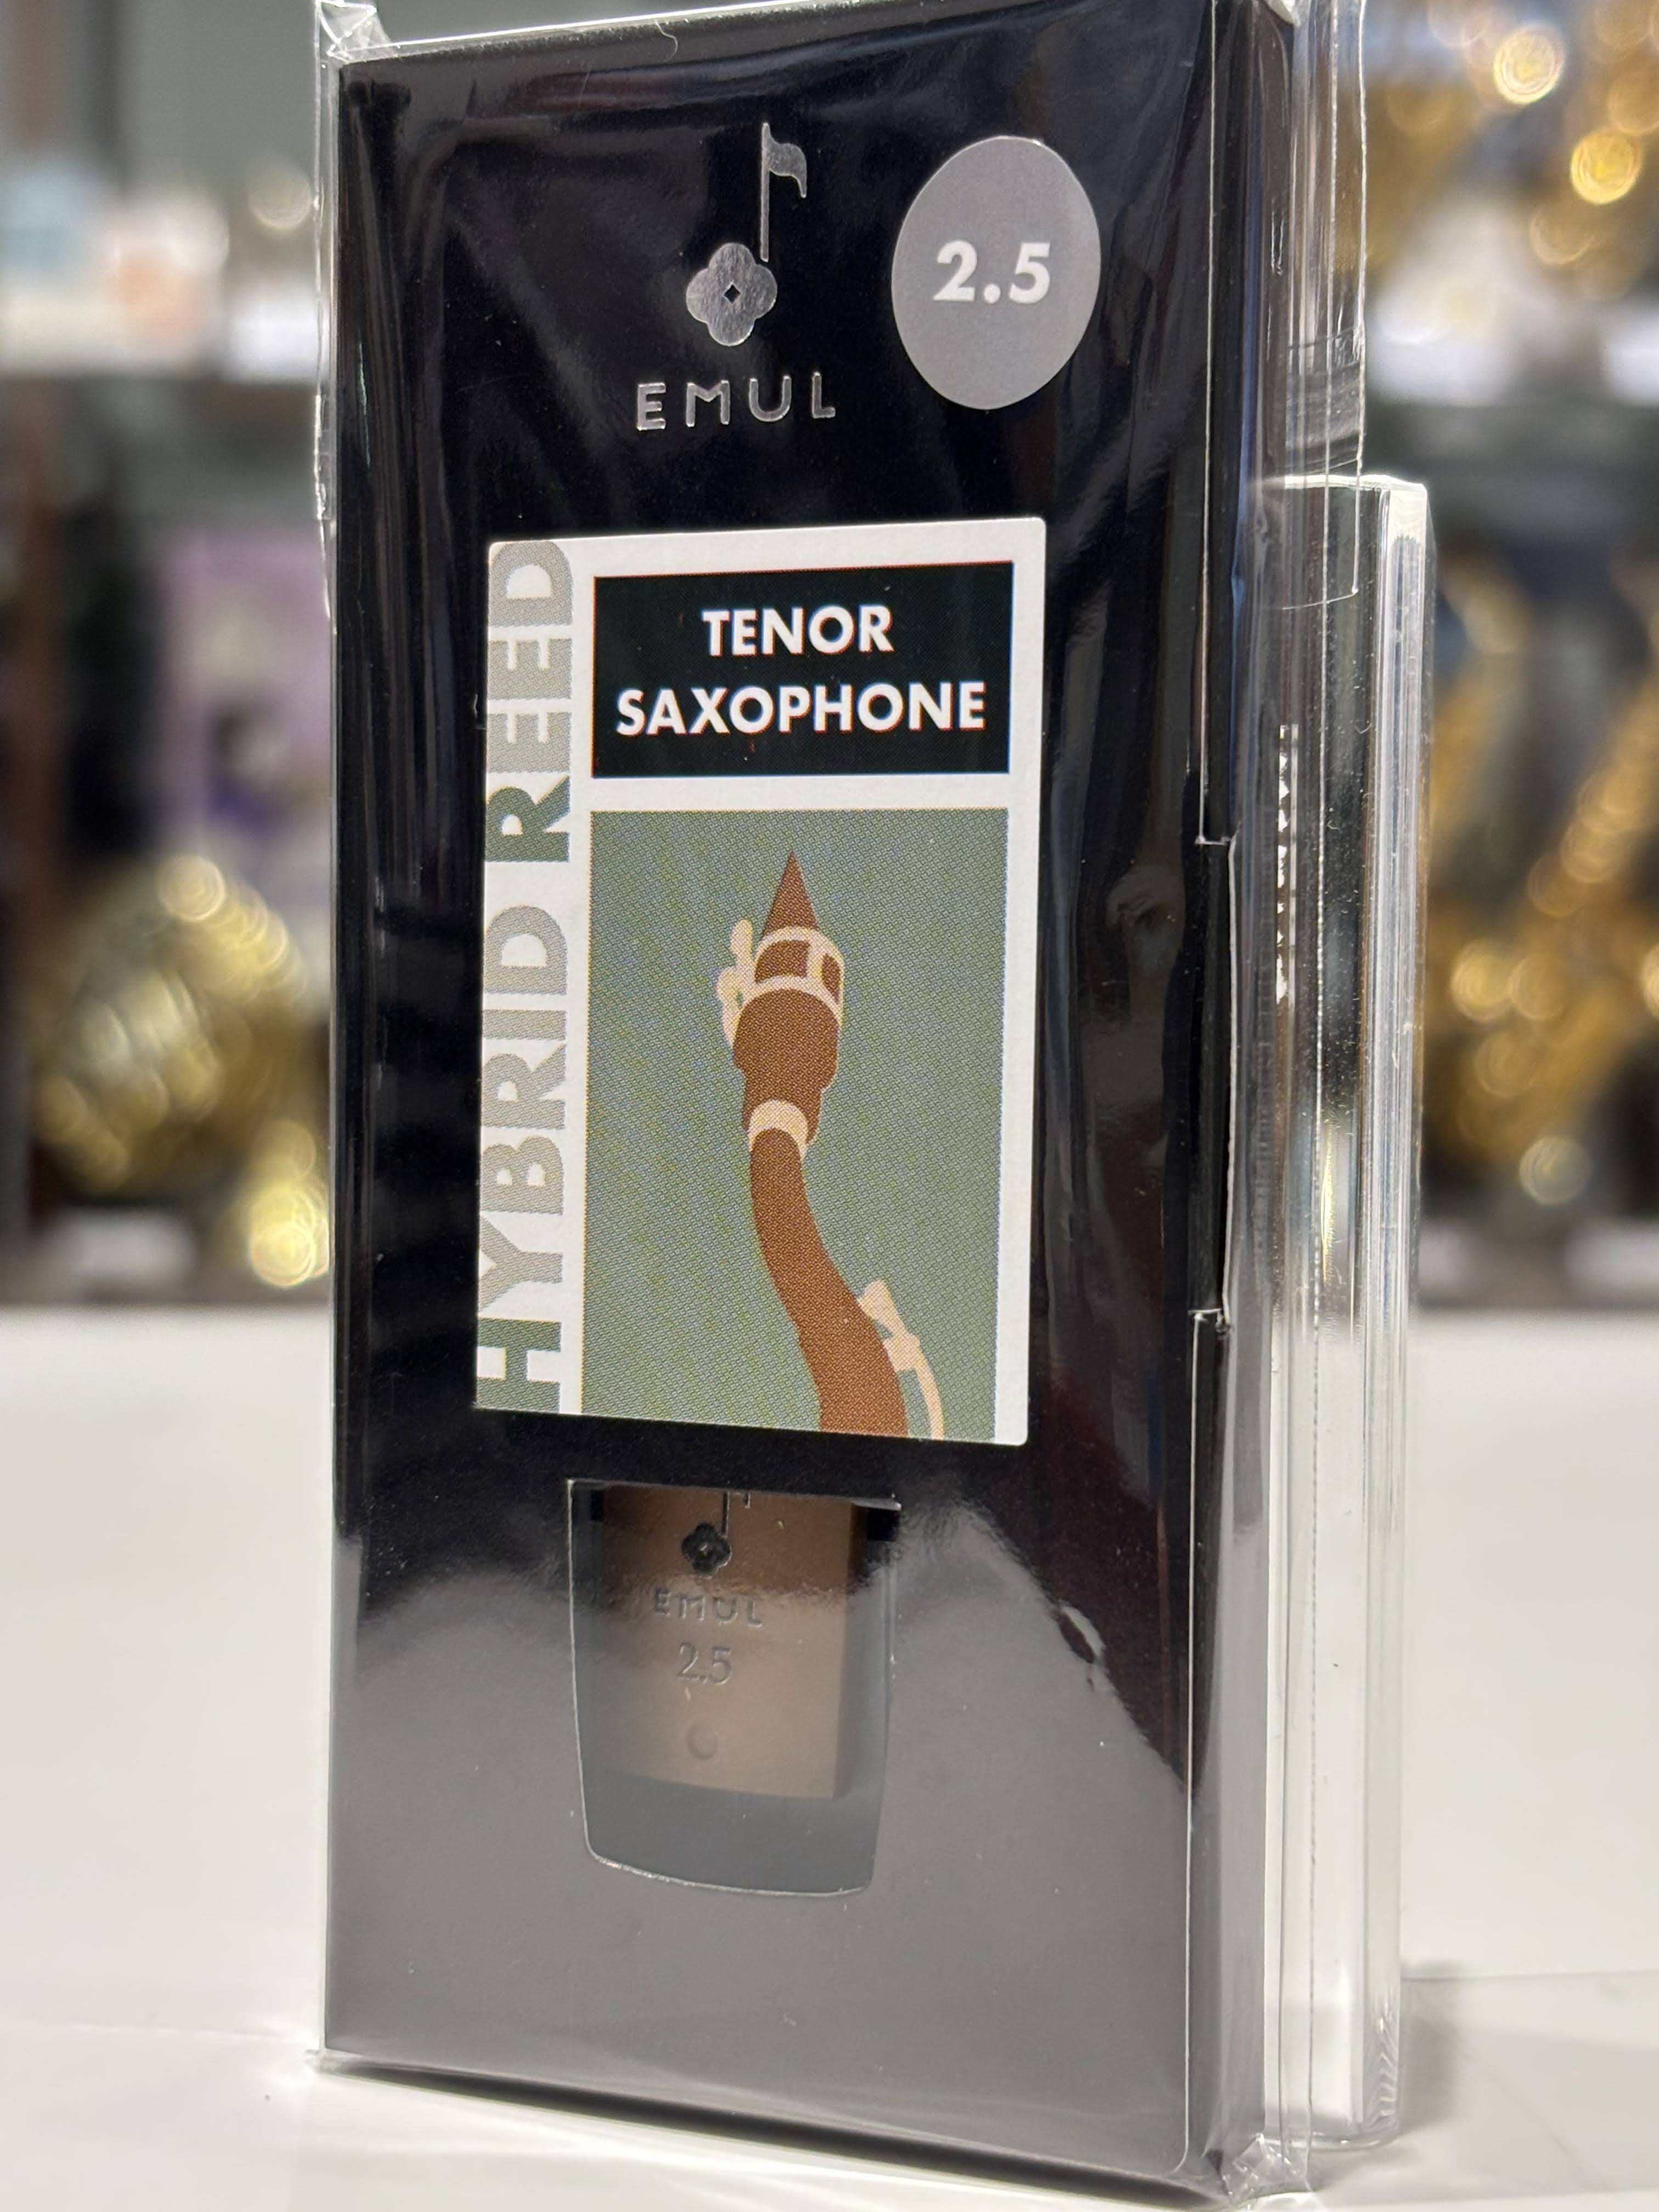 EMUL
2.5
HYBRID REED
TENOR
SAXOPHONE
EMUL
2.5